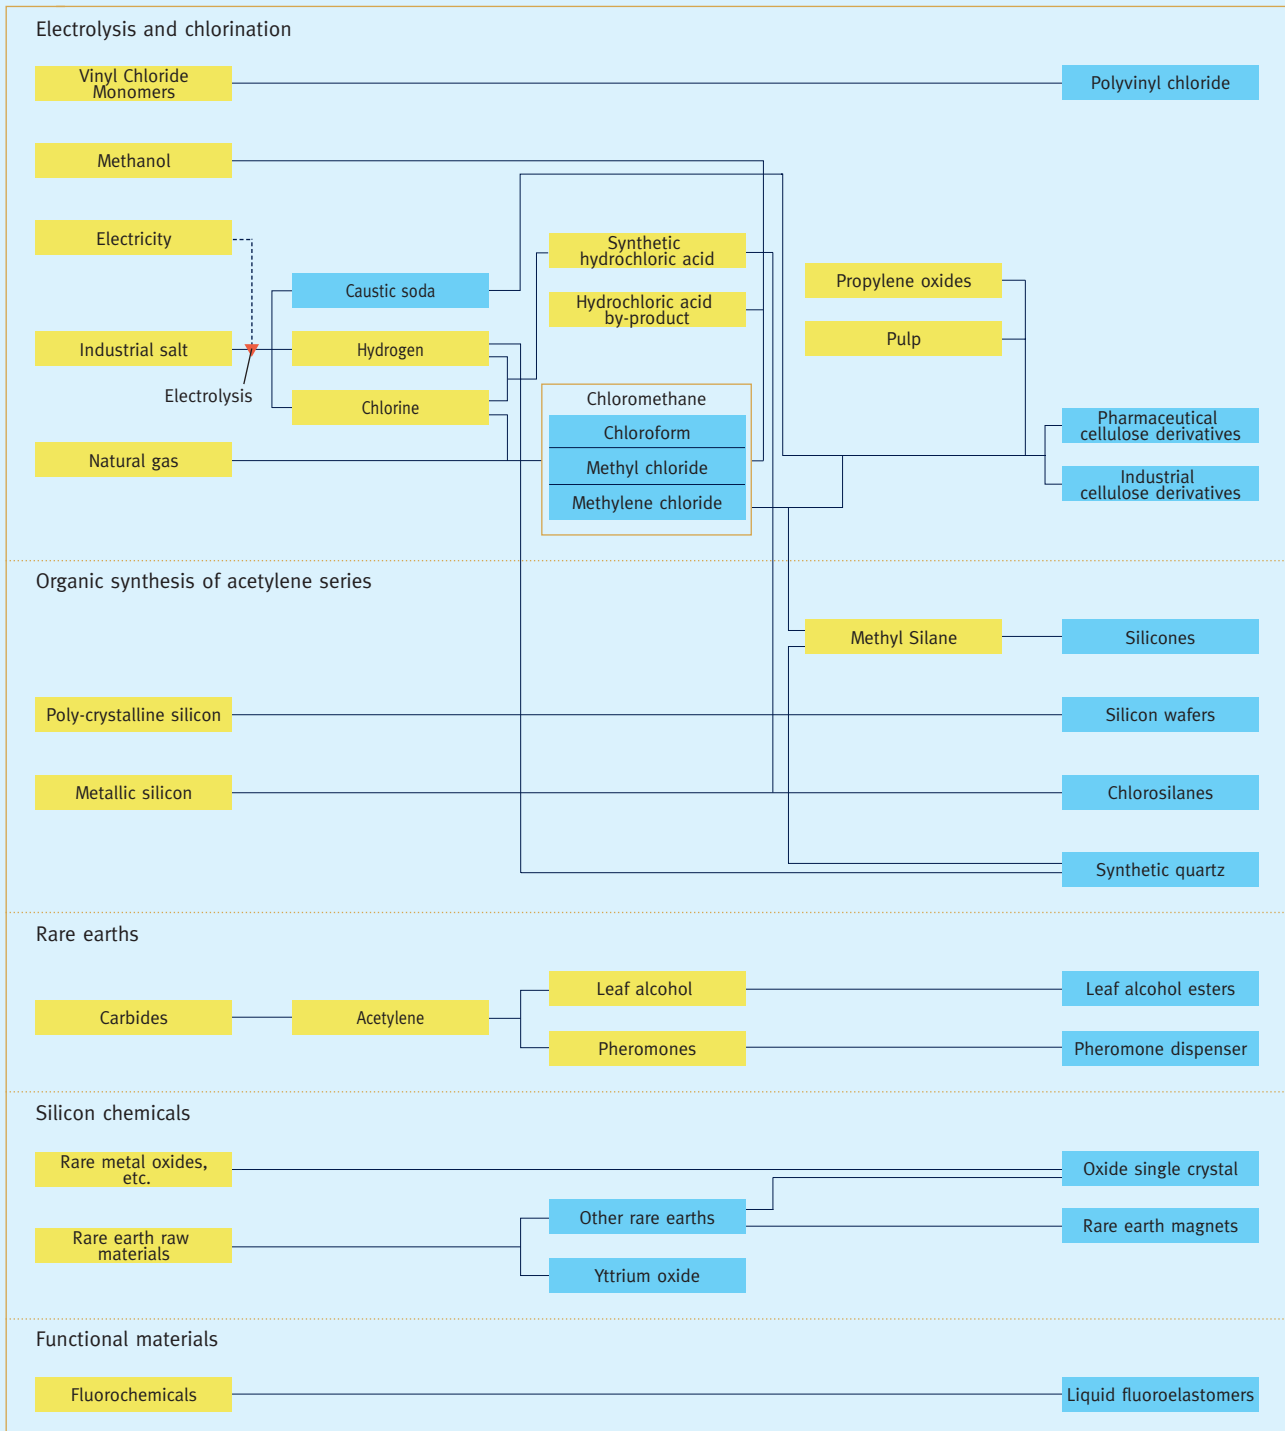 Electrolysis and chlorination
Vinyl Chloride
Monomers
Polyvinyl chloride
Methanol
Electricity
Synthetic
hydrochloric acid
Propylene oxides
Caustic soda
Hydrochloric acid
by-product
Industrial salt
Hydrogen
Pulp
Electrolysis
Chlorine
Chloromethane
Chloroform
Pharmaceutical
cellulose derivatives
Natural gas
Methyl chloride
Industrial
cellulose derivatives
Methylene chloride
Organic synthesis of acetylene series
Methyl Silane
Silicones
Poly-crystalline silicon
Silicon wafers
Metallic silicon
Chlorosilanes
Synthetic quartz
Rare earths
Leaf alcohol
Leaf alcohol esters
Carbides
Acetylene
Pheromones
Pheromone dispenser
Silicon chemicals
Rare metal oxides,
etc.
Oxide single crystal
Other rare earths
Rare earth magnets
Rare earth raw
materials
Yttrium oxide
Functional materials
Fluorochemicals
Liquid fluoroelastomers